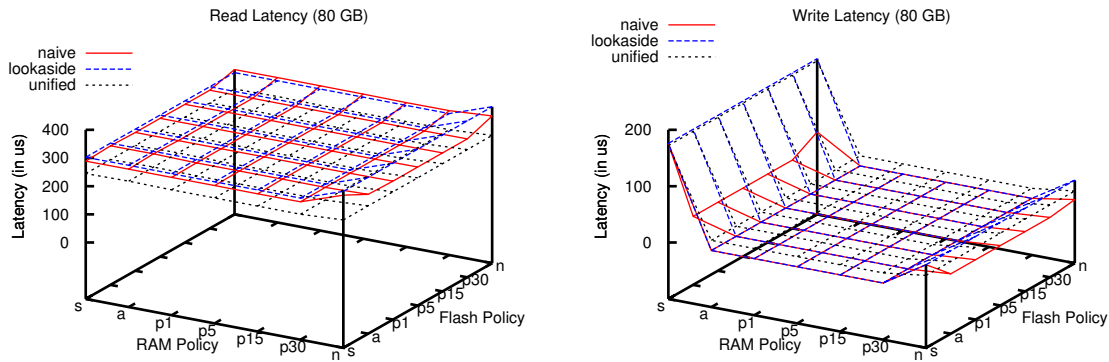 Read Latency (80 GB)
naive
lookaside
unified
400
300
200
100
0
Latency (in us)
s
a
p1
p5
p15
p30
n
RAM Policy
s
a
p1
p5
p15
p30
n
Flash Policy
Write Latency (80 GB)
naive
lookaside
unified
200
100
0
Latency (in us)
s
a
p1
p5
p15
p30
n
RAM Policy
s
a
p1
p5
p15
p30
n
Flash Policy